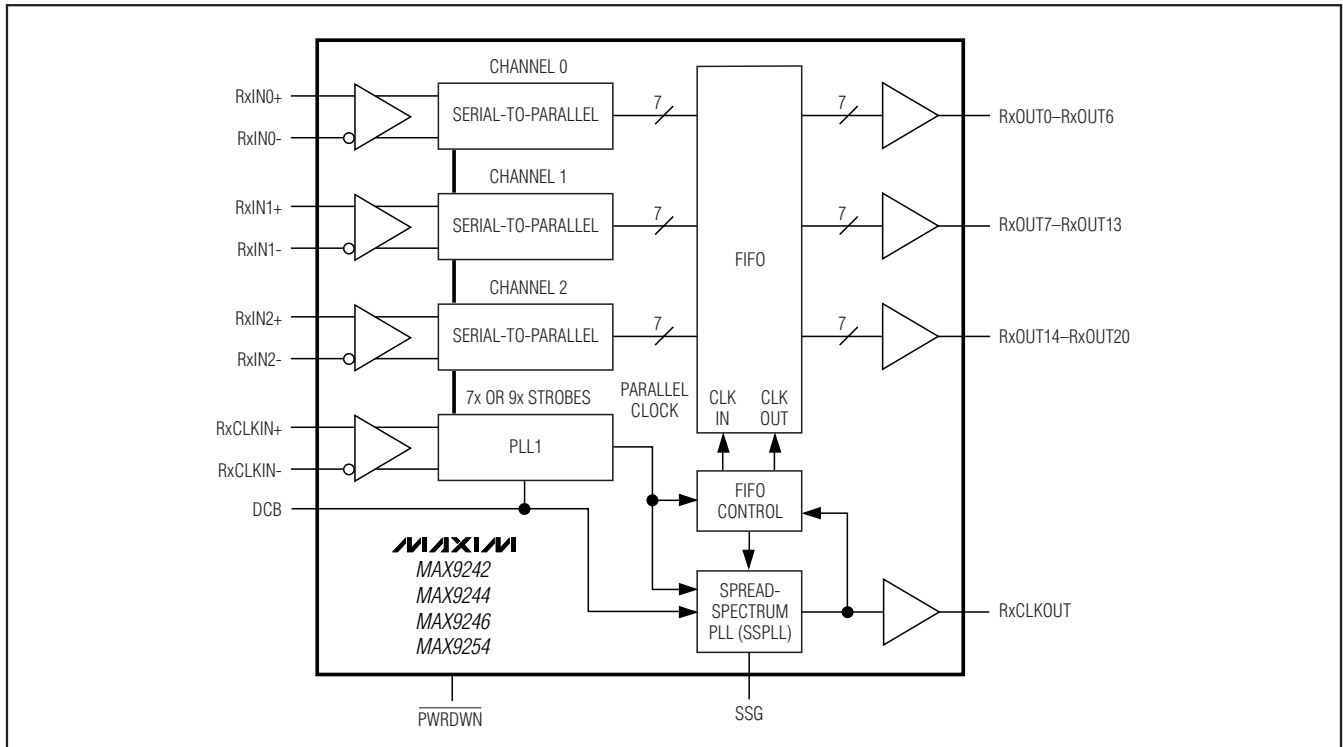 CHANNEL 0
RxIN0+
RxIN0-
SERIAL-TO-PARALLEL
7
7
RxOUT0–RxOUT6
CHANNEL 1
RxIN1+
RxIN1-
SERIAL-TO-PARALLEL
7
7
RxOUT7–RxOUT13
FIFO
CHANNEL 2
RxIN2+
RxIN2-
SERIAL-TO-PARALLEL
7
7
RxOUT14–RxOUT20
7x OR 9x STROBES
PARALLEL
CLOCK
CLK
IN
CLK
OUT
RxCLKIN+
RxCLKIN-
PLL1
DCB
FIFO
CONTROL
MAXIM
MAX9242
MAX9244
MAX9246
MAX9254
SPREAD-
SPECTRUM
PLL (SSPLL)
RxCLKOUT
PWRDWN
SSG